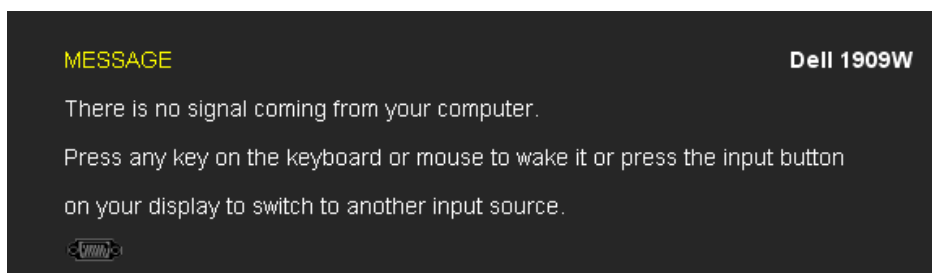 MESSAGE Dell 1909W
There is no signal coming from your computer.
Press any key on the keyboard or mouse to wake it or press the input button
on your display to switch to another input source.